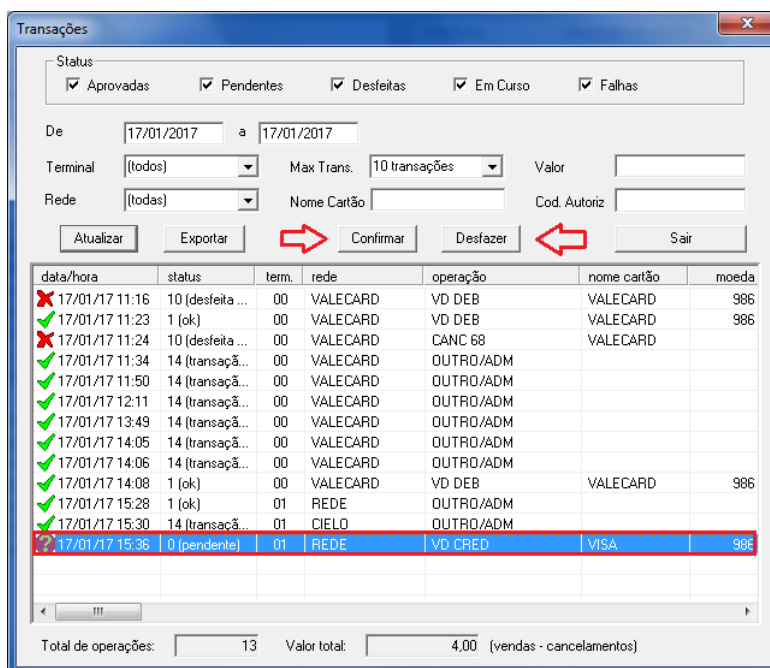 Transações
Status
Aprovadas Pendentes Desfeitas Em Curso Falhas
De 17/01/2017 a 17/01/2017
Terminal (todos) Max Trans. 10 transações Valor
Rede (todas) Nome Cartão Cod. Autoriz
Atualizar Exportar Confirmar Desfazer Sair
data/hora status term. rede operação nome cartão moeda
17/01/17 11:16 10 (desfeita ... 00 VALECARD VD DEB VALECARD 986
17/01/17 11:23 1 (ok) 00 VALECARD VD DEB VALECARD 986
17/01/17 11:24 10 (desfeita ... 00 VALECARD CANC 68 VALECARD
17/01/17 11:34 14 (transaçã... 00 VALECARD OUTRO/ADM
17/01/17 11:50 14 (transaçã... 00 VALECARD OUTRO/ADM
17/01/17 12:11 14 (transaçã... 00 VALECARD OUTRO/ADM
17/01/17 13:49 14 (transaçã... 00 VALECARD OUTRO/ADM
17/01/17 14:05 14 (transaçã... 00 VALECARD OUTRO/ADM
17/01/17 14:06 14 (transaçã... 00 VALECARD OUTRO/ADM
17/01/17 14:08 1 (ok) 00 VALECARD VD DEB VALECARD 986
17/01/17 15:28 1 (ok) 01 REDE OUTRO/ADM
17/01/17 15:30 14 (transaçã... 01 CIELO OUTRO/ADM
17/01/17 15:36 0 (pendente) 01 REDE VD CRED VISA 986
Total de operações: 13 Valor total: 4,00 (vendas - cancelamentos)